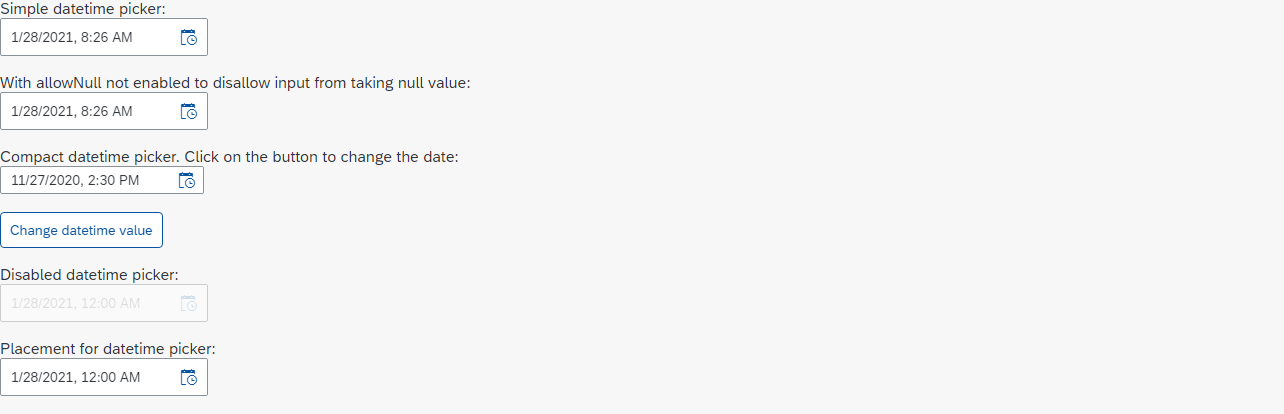 Simple datetime picker:
1/28/2021, 8:26 AM
With allowNull not enabled to disallow input from taking null value:
1/28/2021, 8:26 AM
Compact datetime picker. Click on the button to change the date:
11/27/2020, 2:30 PM
Change datetime value
Disabled datetime picker:
1/28/2021, 12:00 AM
Placement for datetime picker:
1/28/2021, 12:00 AM